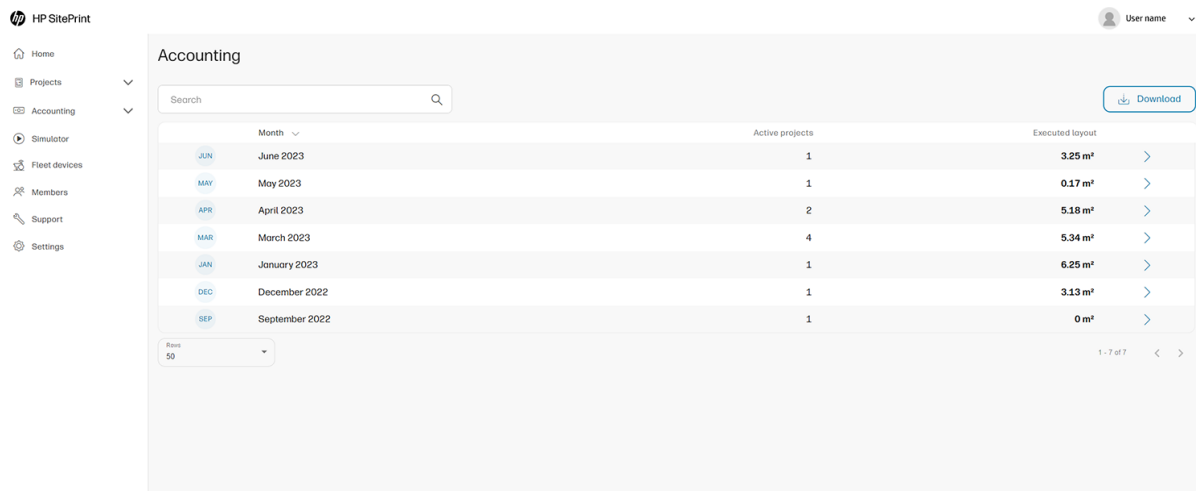 hp HP SitePrint
User name
Home
Projects
Accounting
Simulator
Fleet devices
Members
Support
Settings
Accounting
Search
Download
Month Active projects Executed layout
JUN June 2023 1 3.25 m²
MAY May 2023 1 0.17 m²
APR April 2023 2 5.18 m²
MAR March 2023 4 5.34 m²
JAN January 2023 1 6.25 m²
DEC December 2022 1 3.13 m²
SEP September 2022 1 0 m²
Rows
50
1 - 7 of 7